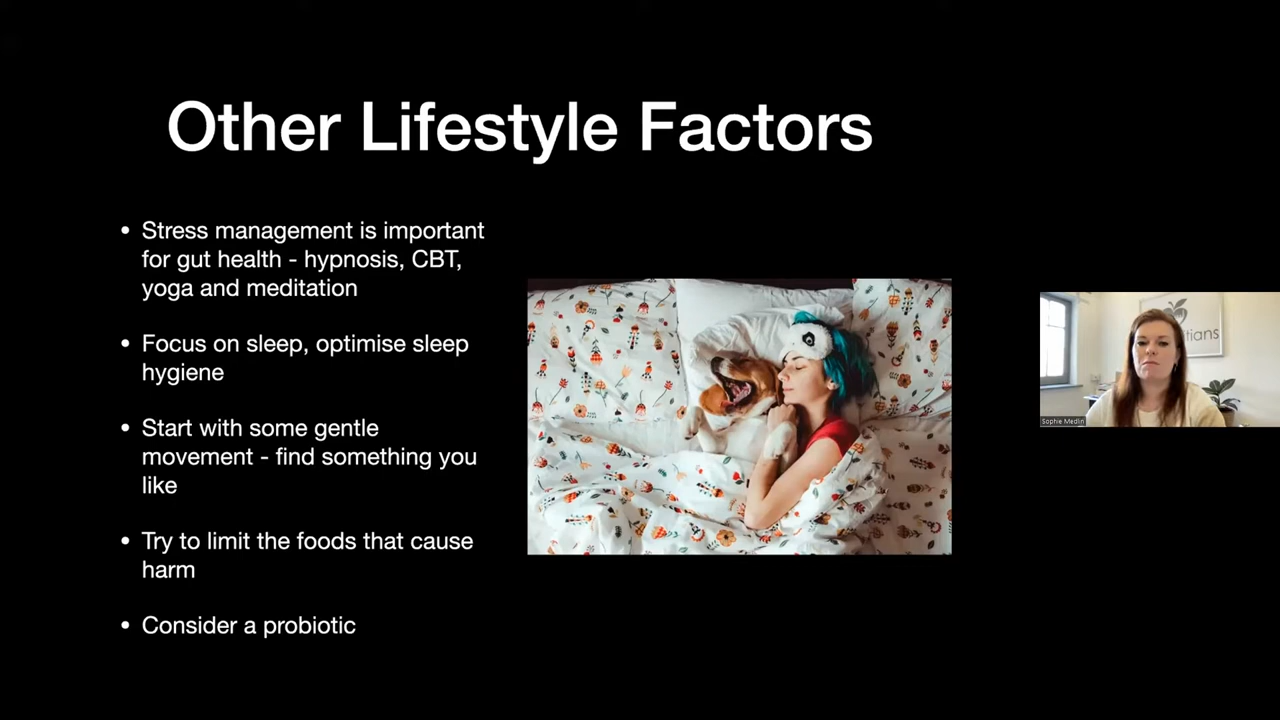 Other Lifestyle Factors
• Stress management is important
for gut health - hypnosis, CBT,
yoga and meditation
• Focus on sleep, optimise sleep
hygiene
• Start with some gentle
movement - find something you
like
• Try to limit the foods that cause
harm
• Consider a probiotic
tians
Sophie Medlin